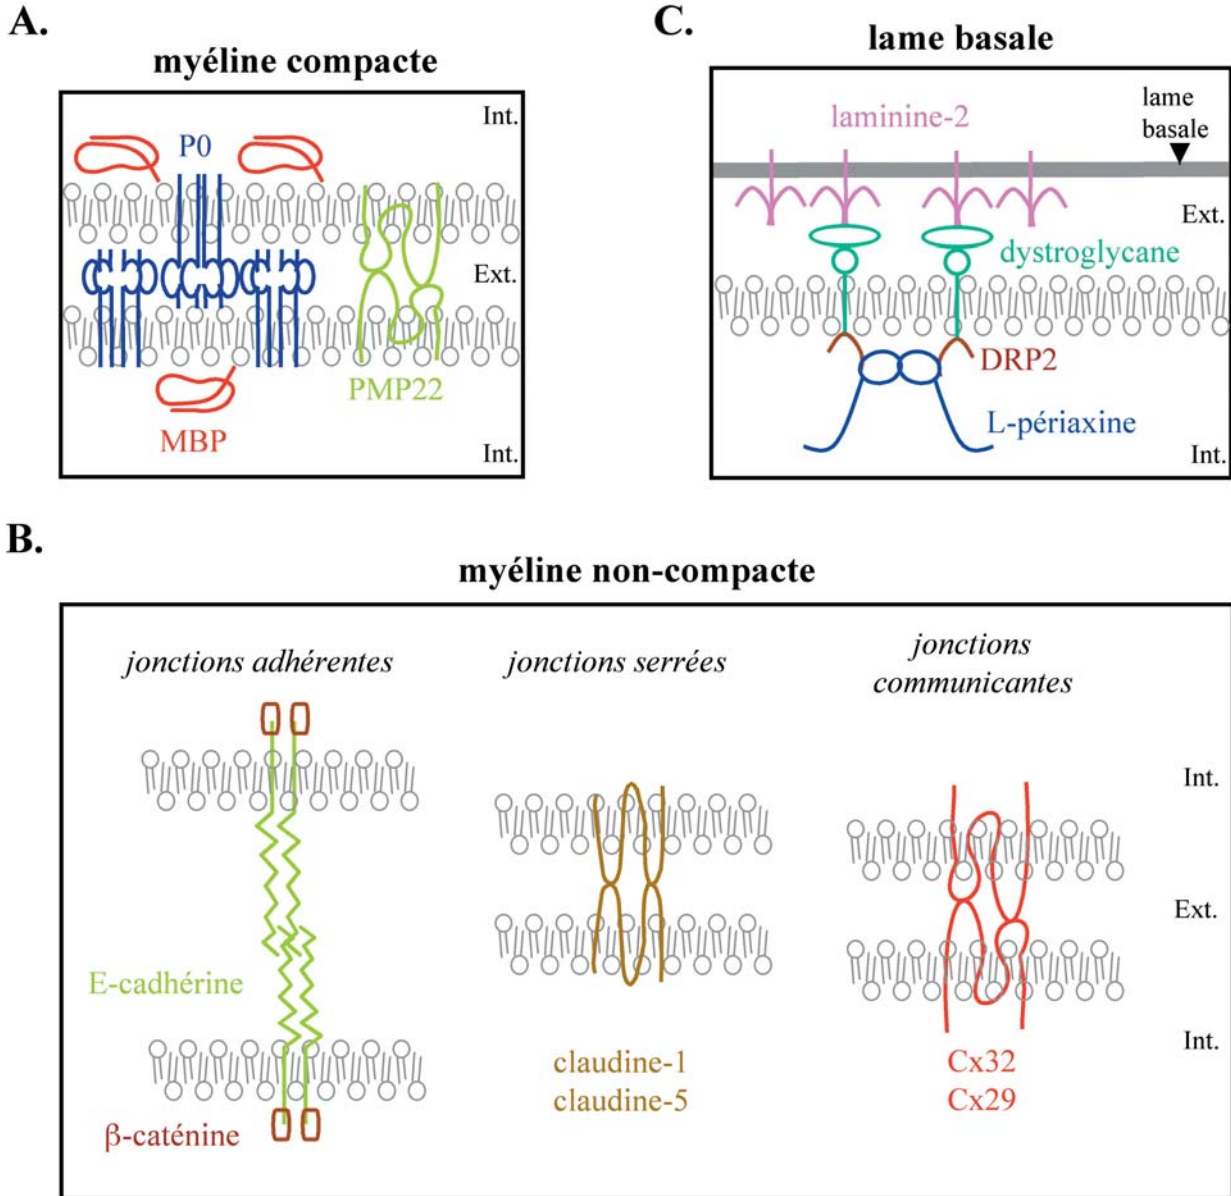 A.
myéline compacte
Int.
P0
Ext.
PMP22
MBP
Int.
C.
lame basale
lame
basale
laminine-2
Ext.
dystroglycane
DRP2
L-périaxine
Int.
B.
myéline non-compacte
jonctions adhérentes
jonctions serrées
jonctions
communicantes
Int.
Ext.
E-cadhérine
Int.
claudine-1
claudine-5
Cx32
Cx29
β-caténine